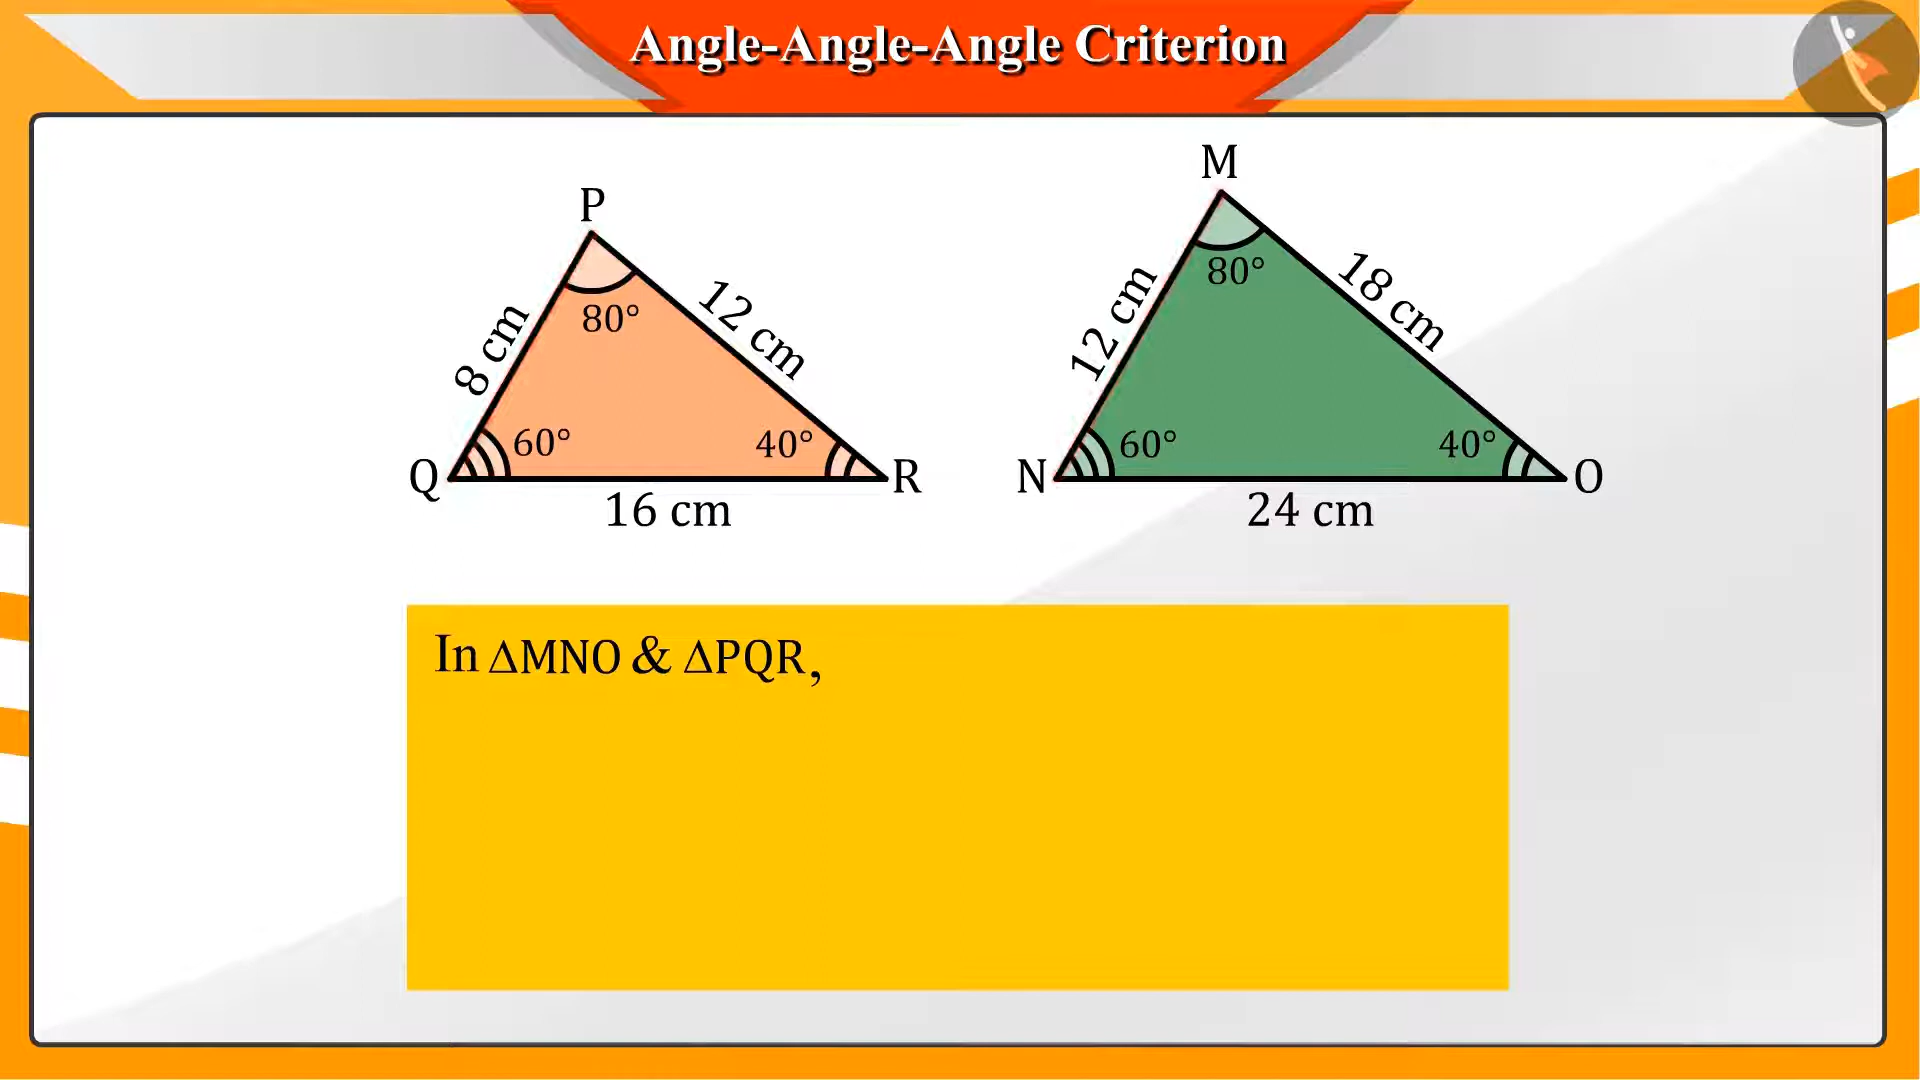 Angle-Angle-Angle Criterion
P
M
8 cm
12 cm
80°
60°
40°
Q
R
16 cm
12 cm
18 cm
80°
60°
40°
N
O
24 cm
In ΔMNO & ΔPQR,